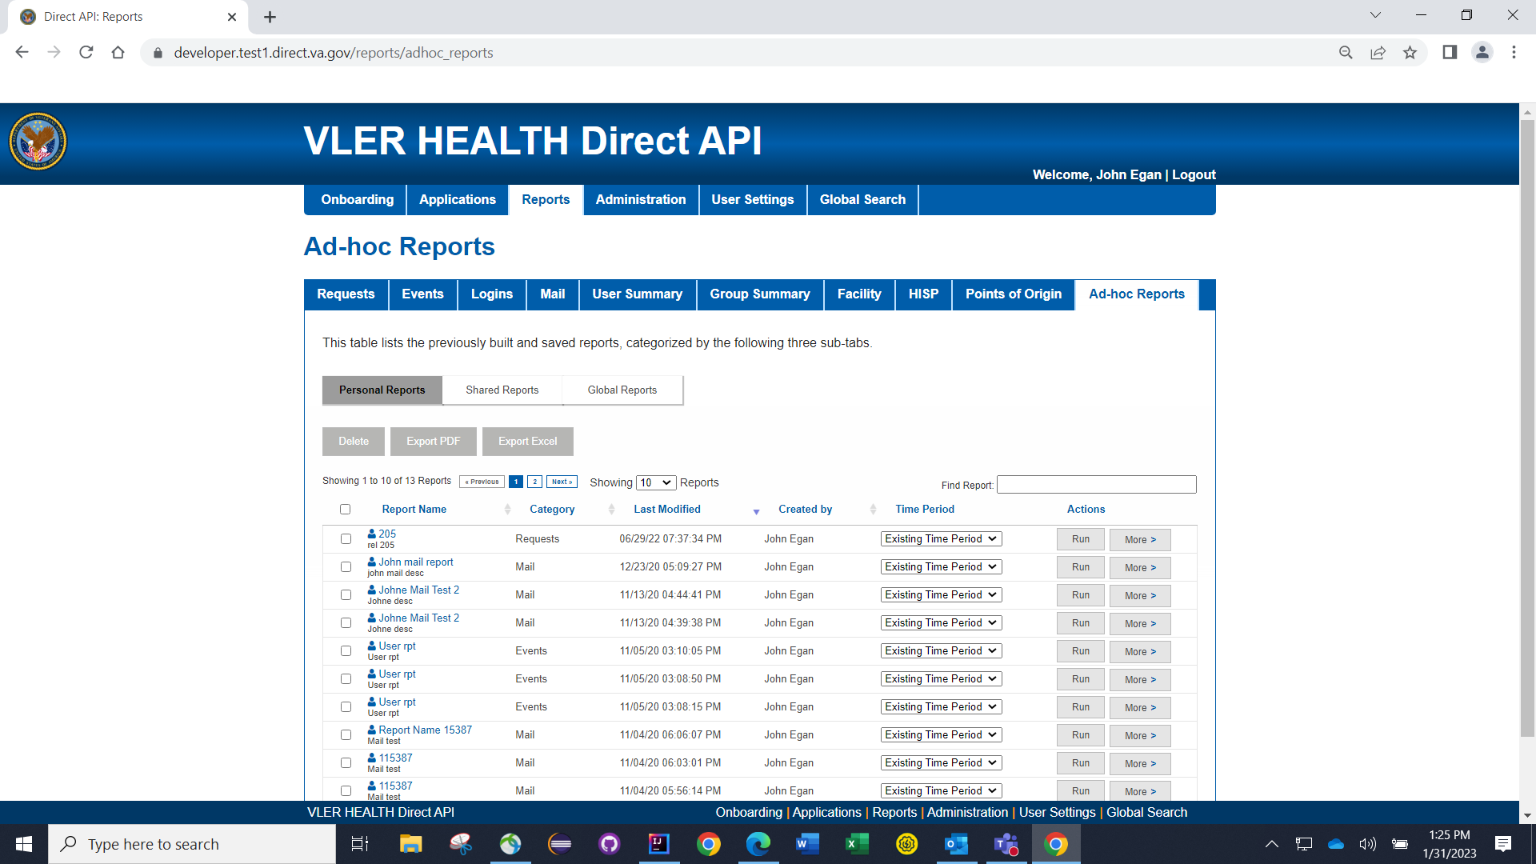 Direct API: Reports
developer.test1.direct.va.gov/reports/adhoc_reports
VLER HEALTH Direct API
Welcome, John Egan | Logout
Onboarding Applications Reports Administration User Settings Global Search
Ad-hoc Reports
Requests Events Logins Mail User Summary Group Summary Facility HISP Points of Origin Ad-hoc Reports
This table lists the previously built and saved reports, categorized by the following three sub-tabs.
Personal Reports Shared Reports Global Reports
Delete Export PDF Export Excel
Showing 1 to 10 of 13 Reports « Previous 1 2 Next » Showing 10 Reports Find Report:
Report Name Category Last Modified Created by Time Period Actions
205 Requests 06/29/22 07:37:34 PM John Egan Existing Time Period Run More >
rel 205
John mail report Mail 12/23/20 05:09:27 PM John Egan Existing Time Period Run More >
john mail desc
Johne Mail Test 2 Mail 11/13/20 04:44:41 PM John Egan Existing Time Period Run More >
Johne desc
Johne Mail Test 2 Mail 11/13/20 04:39:38 PM John Egan Existing Time Period Run More >
Johne desc
User rpt Events 11/05/20 03:10:05 PM John Egan Existing Time Period Run More >
User rpt
User rpt Events 11/05/20 03:08:50 PM John Egan Existing Time Period Run More >
User rpt
User rpt Events 11/05/20 03:08:15 PM John Egan Existing Time Period Run More >
User rpt
Report Name 15387 Mail 11/04/20 06:06:07 PM John Egan Existing Time Period Run More >
Mail test
115387 Mail 11/04/20 06:03:01 PM John Egan Existing Time Period Run More >
Mail test
115387 Mail 11/04/20 05:56:14 PM John Egan Existing Time Period Run More >
Mail test
VLER HEALTH Direct API Onboarding | Applications | Reports | Administration | User Settings | Global Search
Type here to search
1:25 PM
1/31/2023